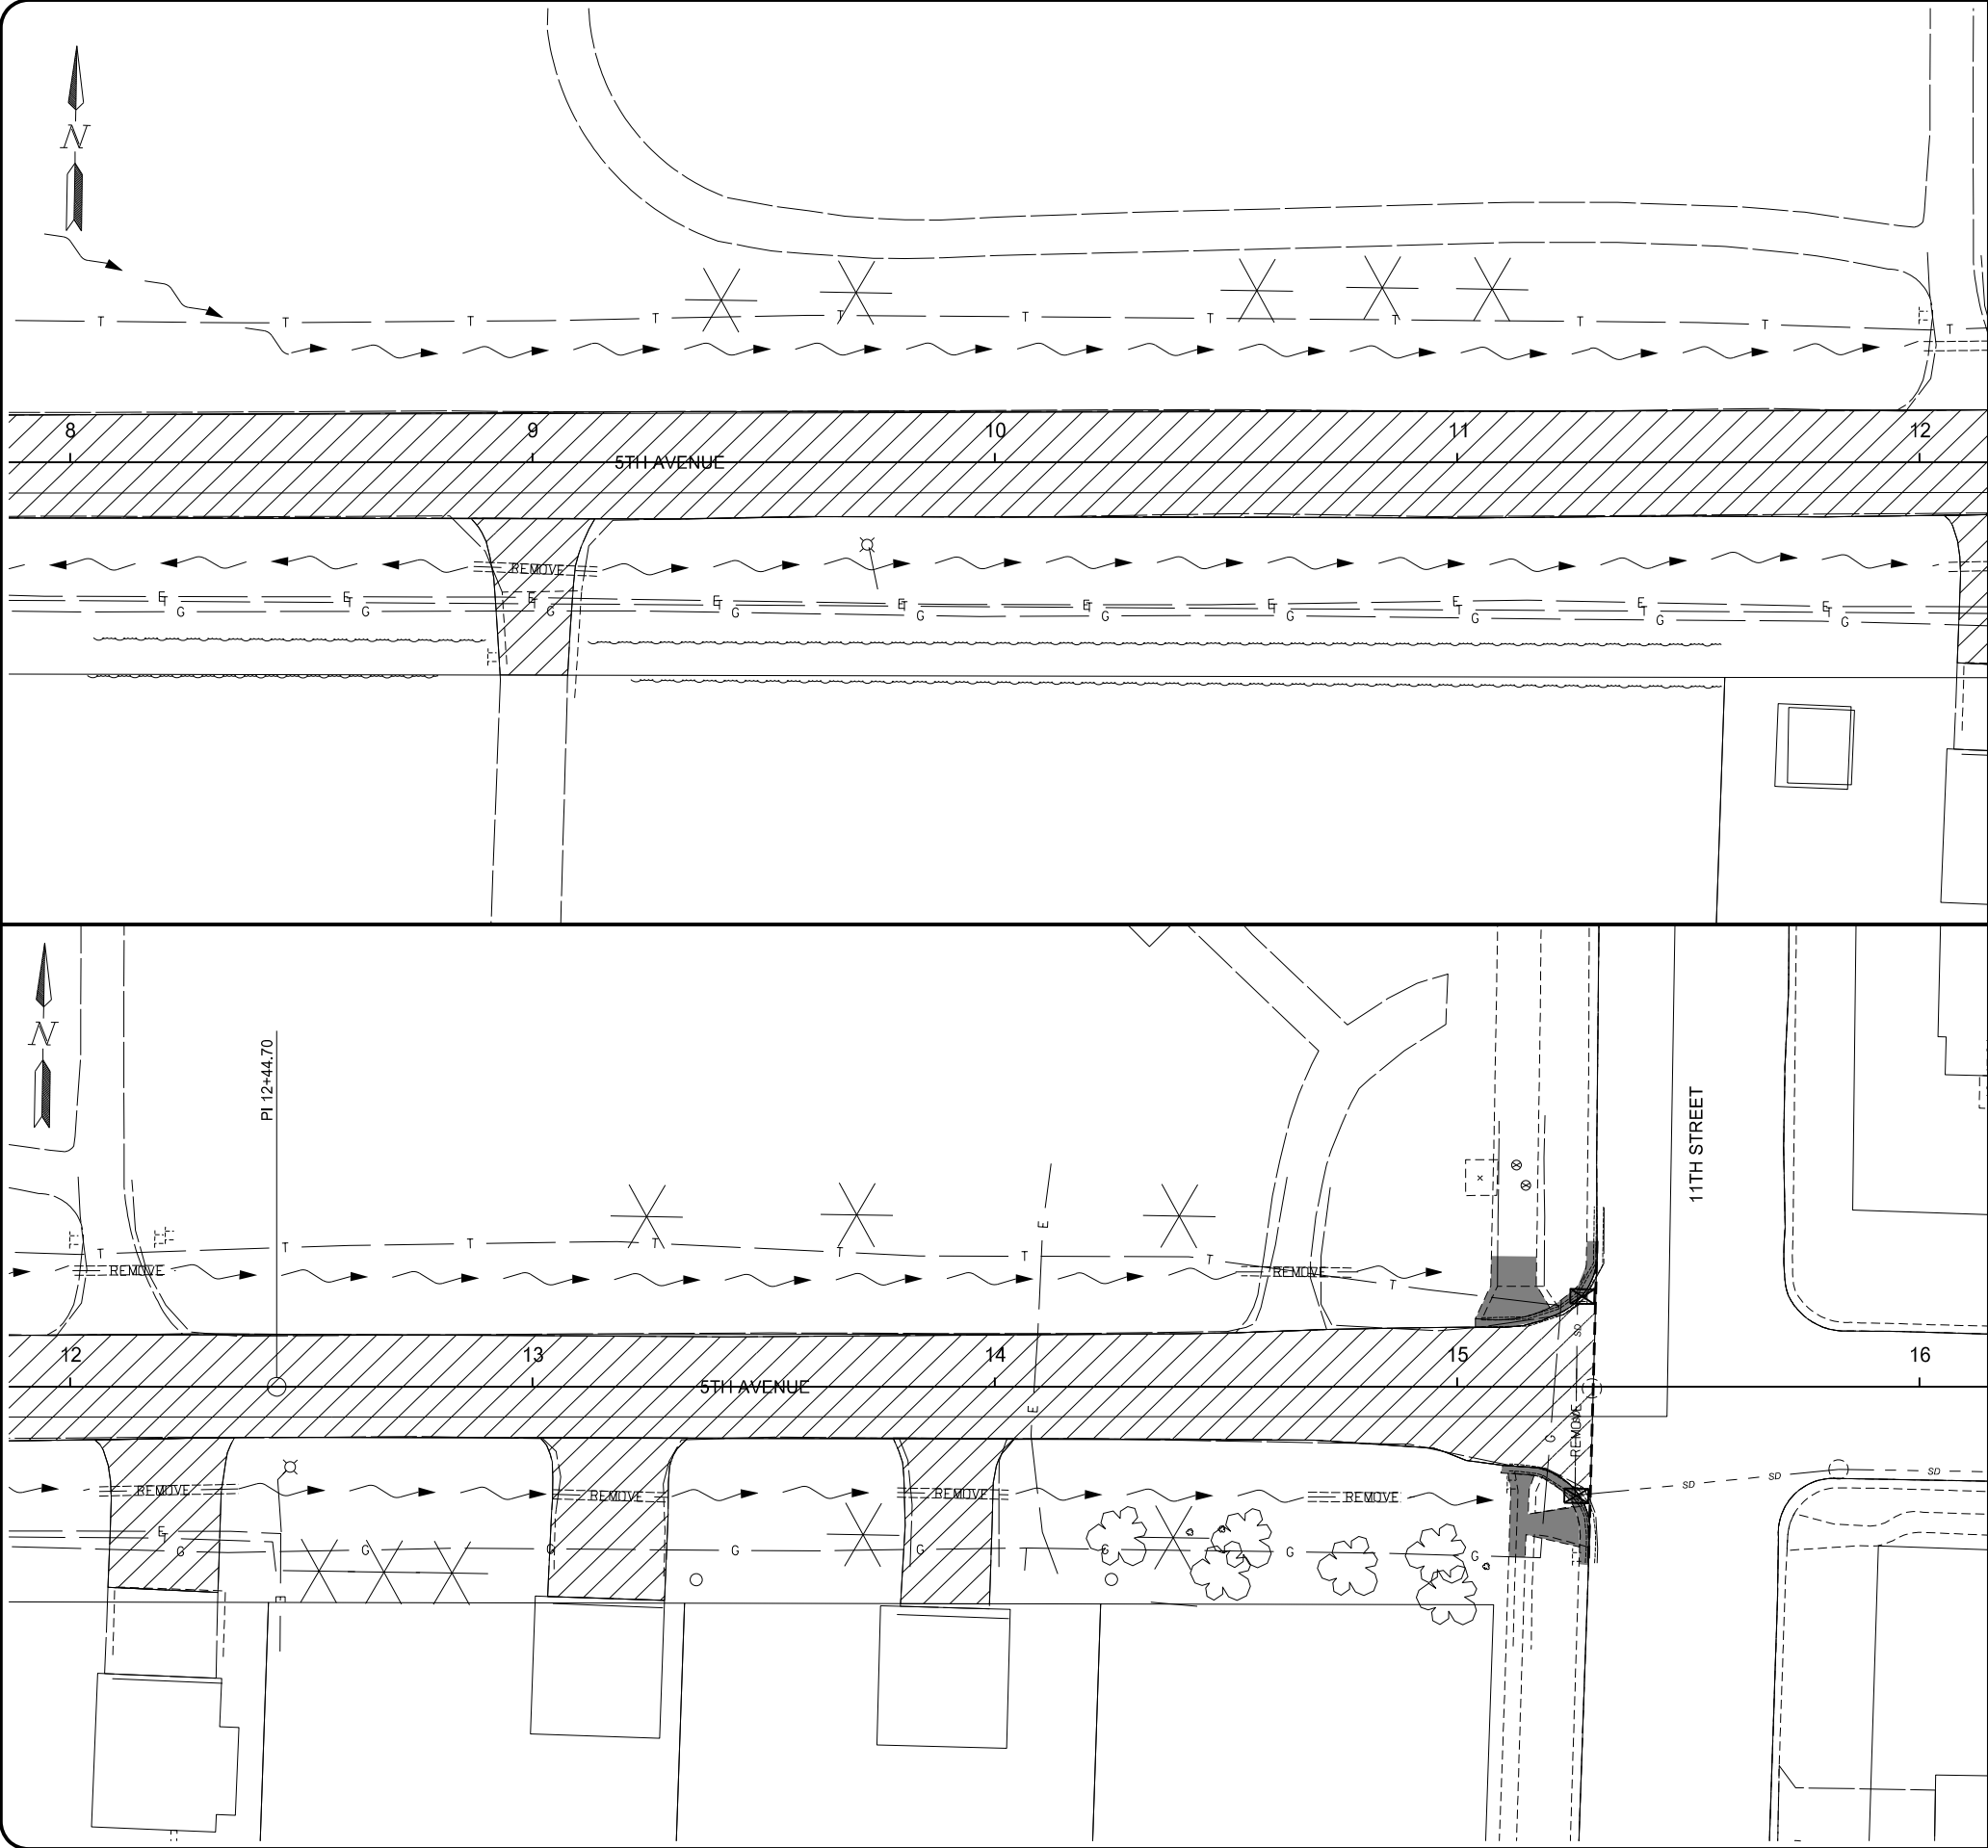 N
T T T T T T T T T T T
8 9 10 11 12
5TH AVENUE
REMOVE
E E E E E E E E E E
T T T T T T T T T T
G G G G G G G G G G
N
PI 12+44.70
11TH STREET
E
T T T T T T T T
REMOVE REMOVE
SD
12 13 14 15 16
5TH AVENUE
E
G
REMOVE
SD SD SD
REMOVE REMOVE REMOVE REMOVE
E
T
G G G G G G G G
E